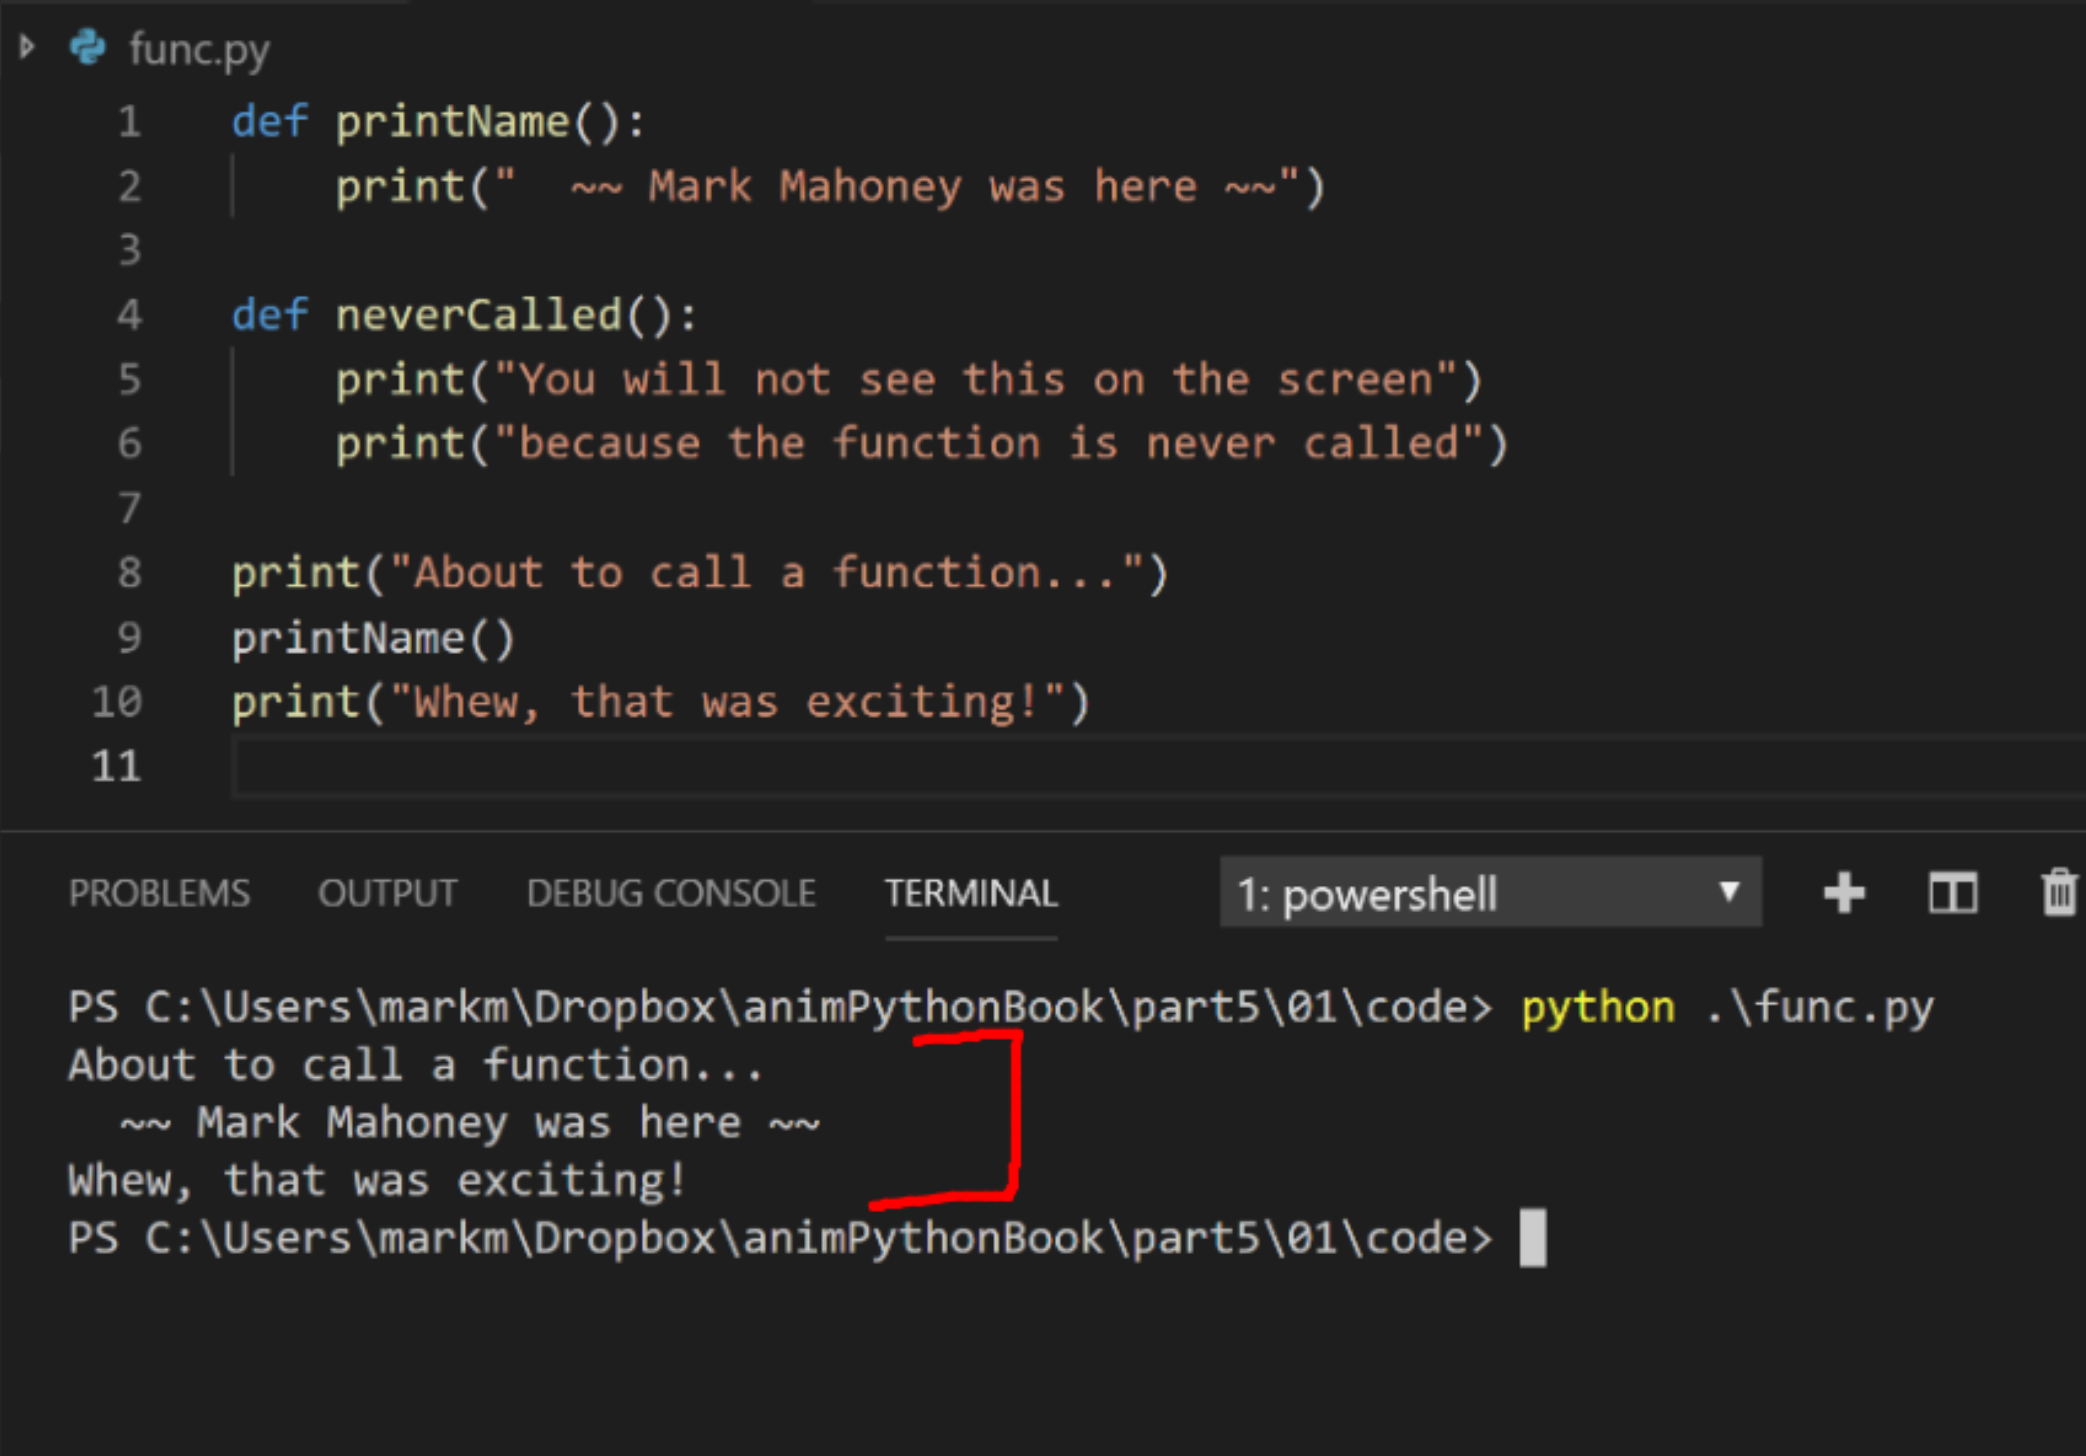 func.py
1 def printName():
2     print("  ~~ Mark Mahoney was here ~~")
3
4 def neverCalled():
5     print("You will not see this on the screen")
6     print("because the function is never called")
7
8 print("About to call a function...")
9 printName()
10 print("Whew, that was exciting!")
11
PROBLEMS OUTPUT DEBUG CONSOLE TERMINAL 1: powershell
PS C:\Users\markm\Dropbox\animPythonBook\part5\01\code> python .\func.py
About to call a function...
  ~~ Mark Mahoney was here ~~
Whew, that was exciting!
PS C:\Users\markm\Dropbox\animPythonBook\part5\01\code>